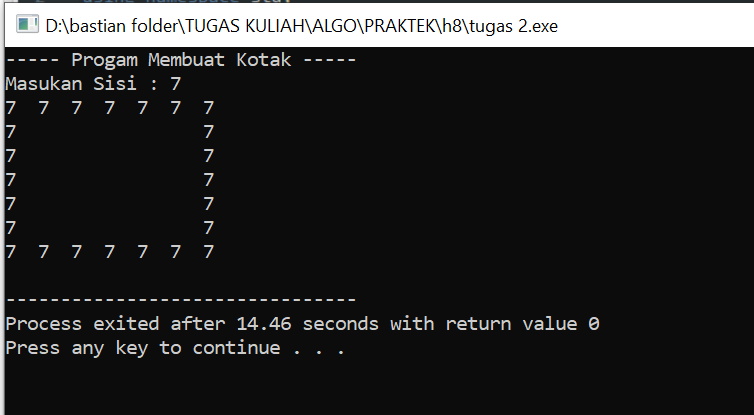 D:\bastian folder\TUGAS KULIAH\ALGO\PRAKTEK\h8\tugas 2.exe
----- Progam Membuat Kotak -----
Masukan Sisi : 7
7  7  7  7  7  7  7
7                 7
7                 7
7                 7
7                 7
7                 7
7  7  7  7  7  7  7
--------------------------------
Process exited after 14.46 seconds with return value 0
Press any key to continue . . .